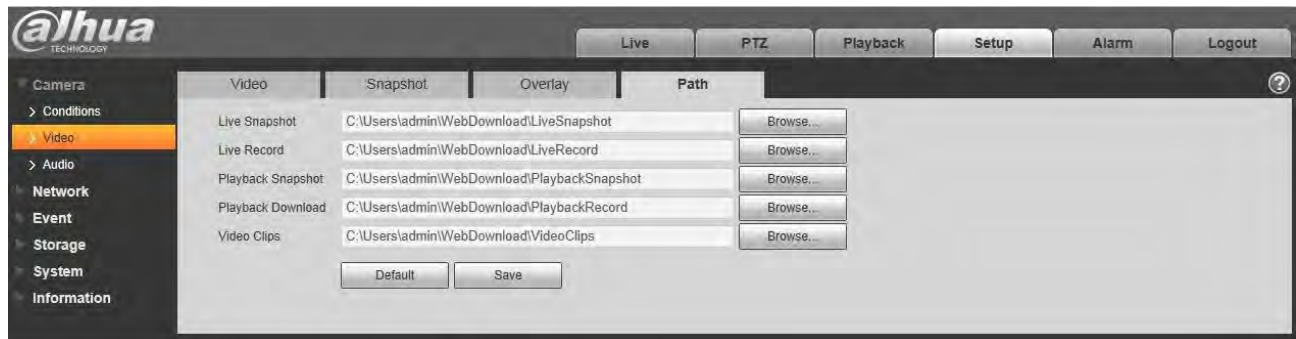 alhua
TECHNOLOGY
Live PTZ Playback Setup Alarm Logout
Camera Video Snapshot Overlay Path ?
> Conditions
> Video
> Audio
Network
Event
Storage
System
Information
Live Snapshot C:\Users\admin\WebDownload\LiveSnapshot Browse...
Live Record C:\Users\admin\WebDownload\LiveRecord Browse...
Playback Snapshot C:\Users\admin\WebDownload\PlaybackSnapshot Browse...
Playback Download C:\Users\admin\WebDownload\PlaybackRecord Browse...
Video Clips C:\Users\admin\WebDownload\VideoClips Browse...
Default Save